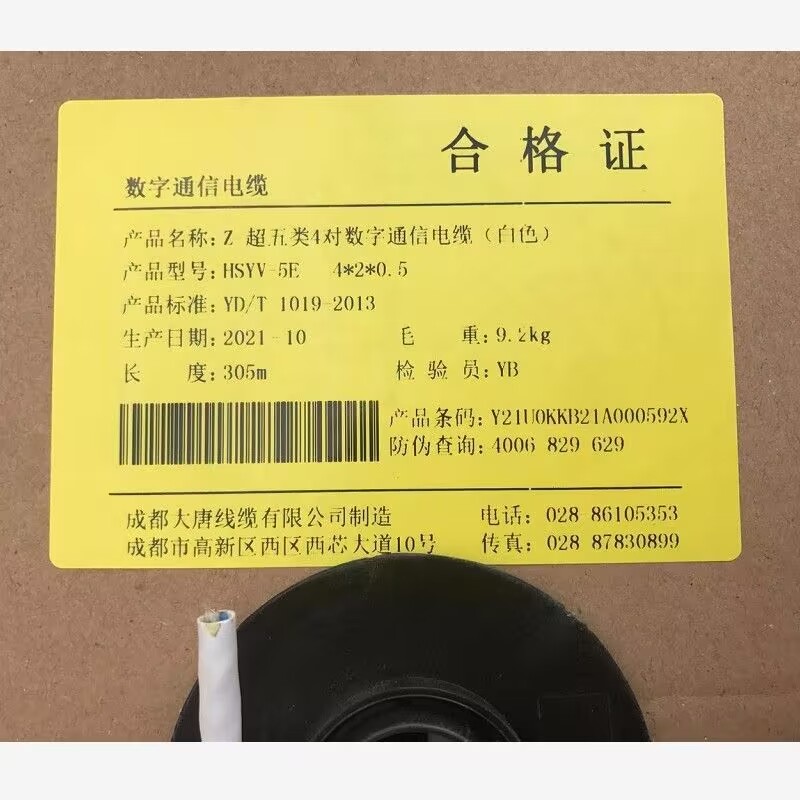 合格证
数字通信电缆
产品名称：Z 超五类4对数字通信电缆（白色）
产品型号：HSYV-5E 4*2*0.5
产品标准：YD/T 1019-2013
生产日期：2021-10 毛 重：9.2kg
长 度：305m 检 验 员：YB
产品条码：Y21U0KKB21A000592X
防伪查询：4006 829 629
成都大唐线缆有限公司制造 电话：028 86105353
成都市高新区西区西芯大道10号 传真：028 87830899